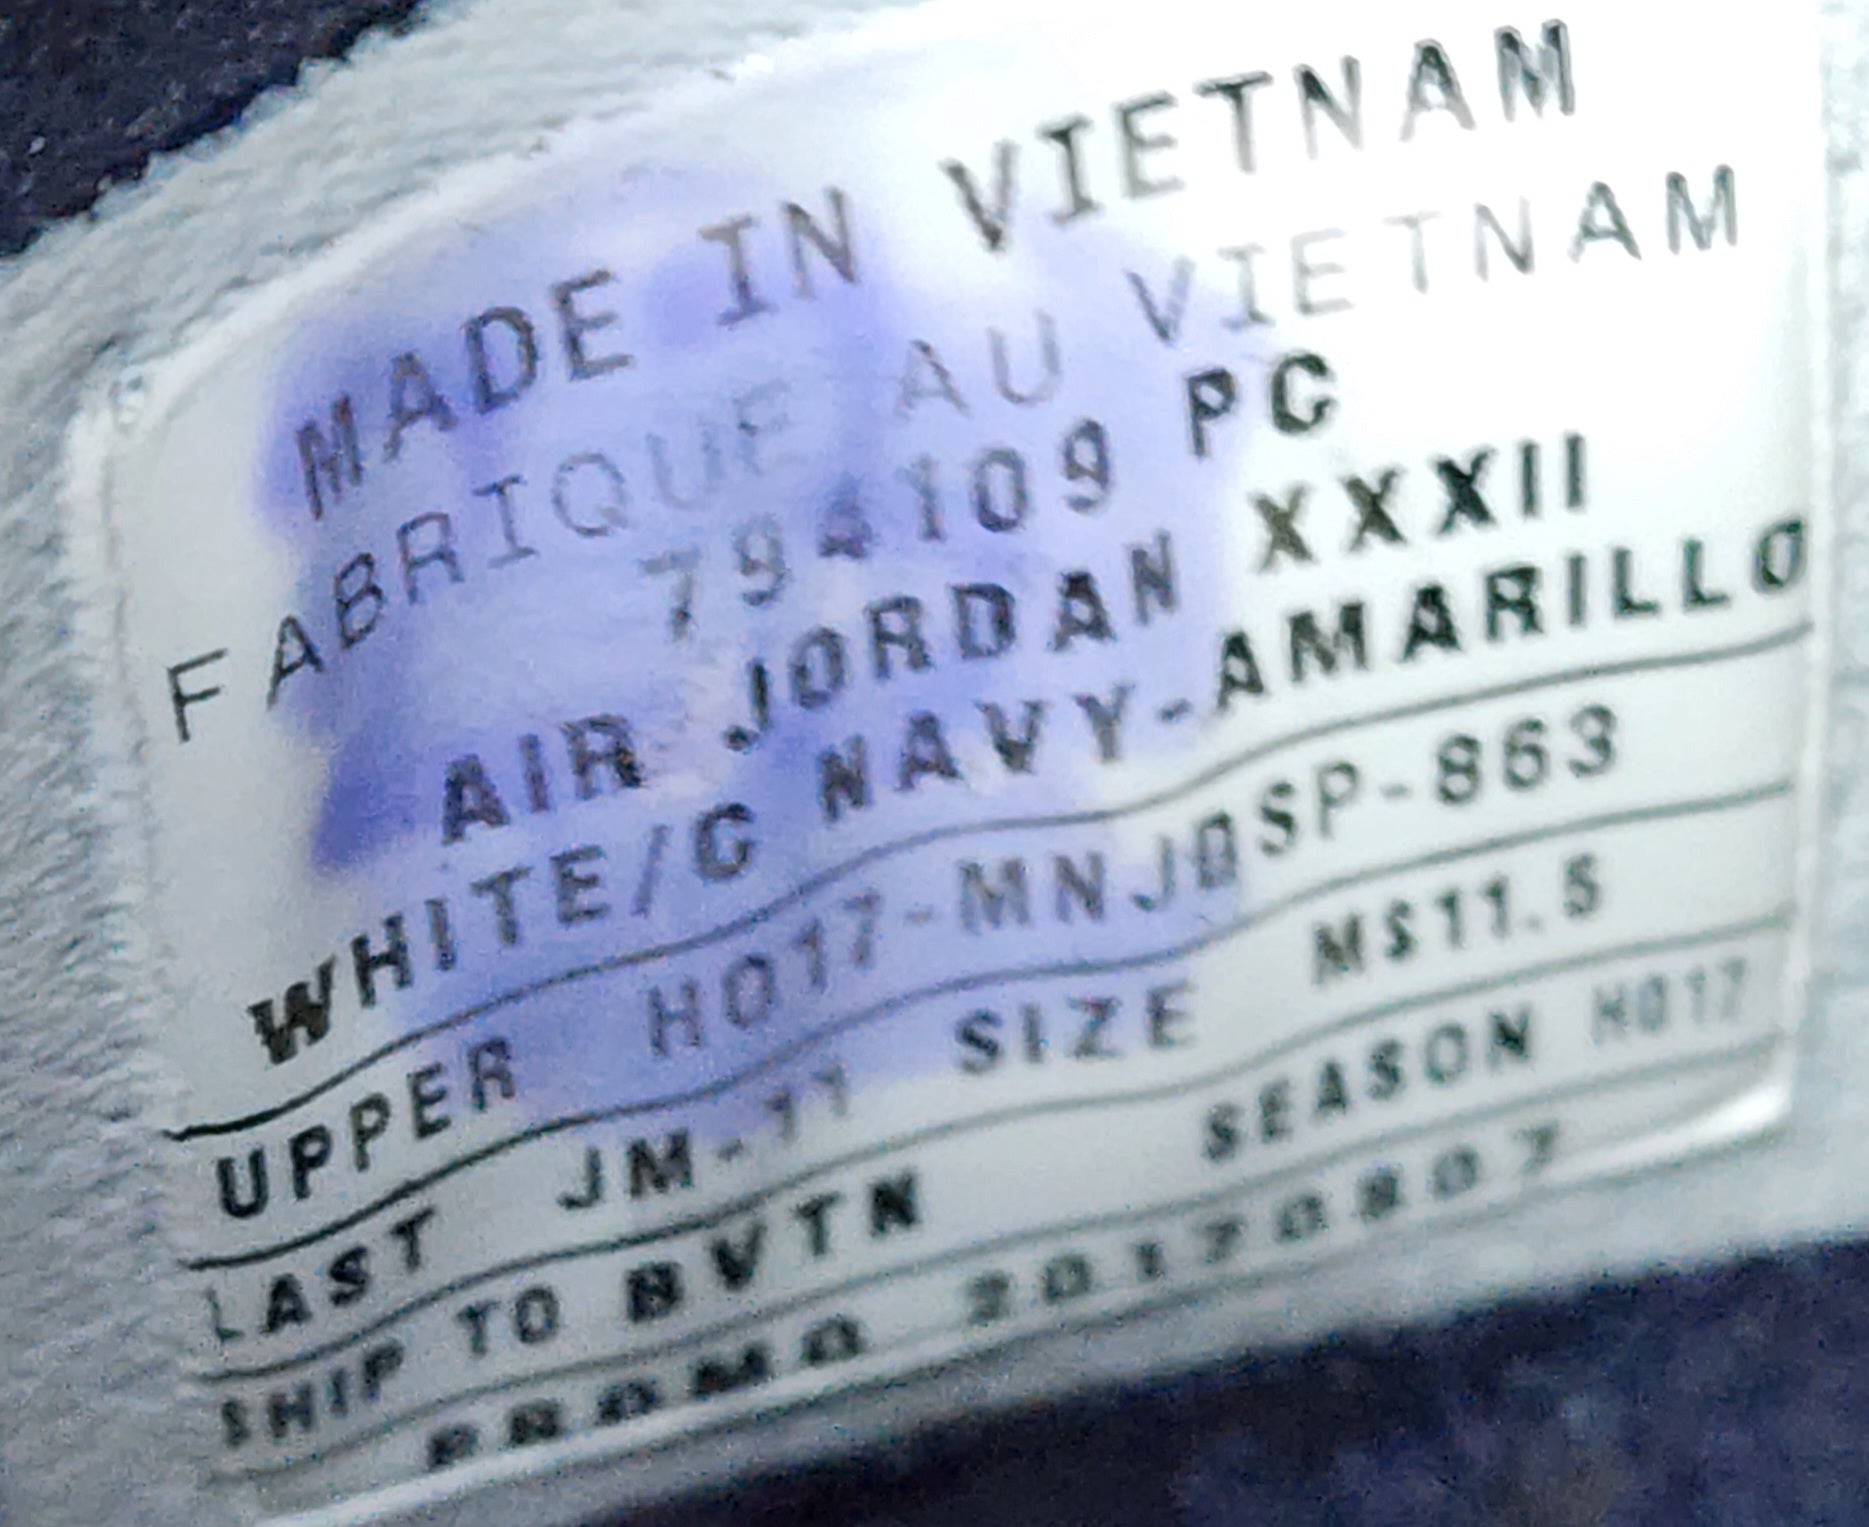 MADE IN VIETNAM
FABRIQUE AU VIETNAM
794109 PC
AIR JORDAN XXXII
WHITE/C NAVY-AMARILLO
UPPER HO17-MNJOSP-863
LAST JM-11 SIZE MS11.5
SHIP TO BVTN SEASON HO17
PROMO 20170807